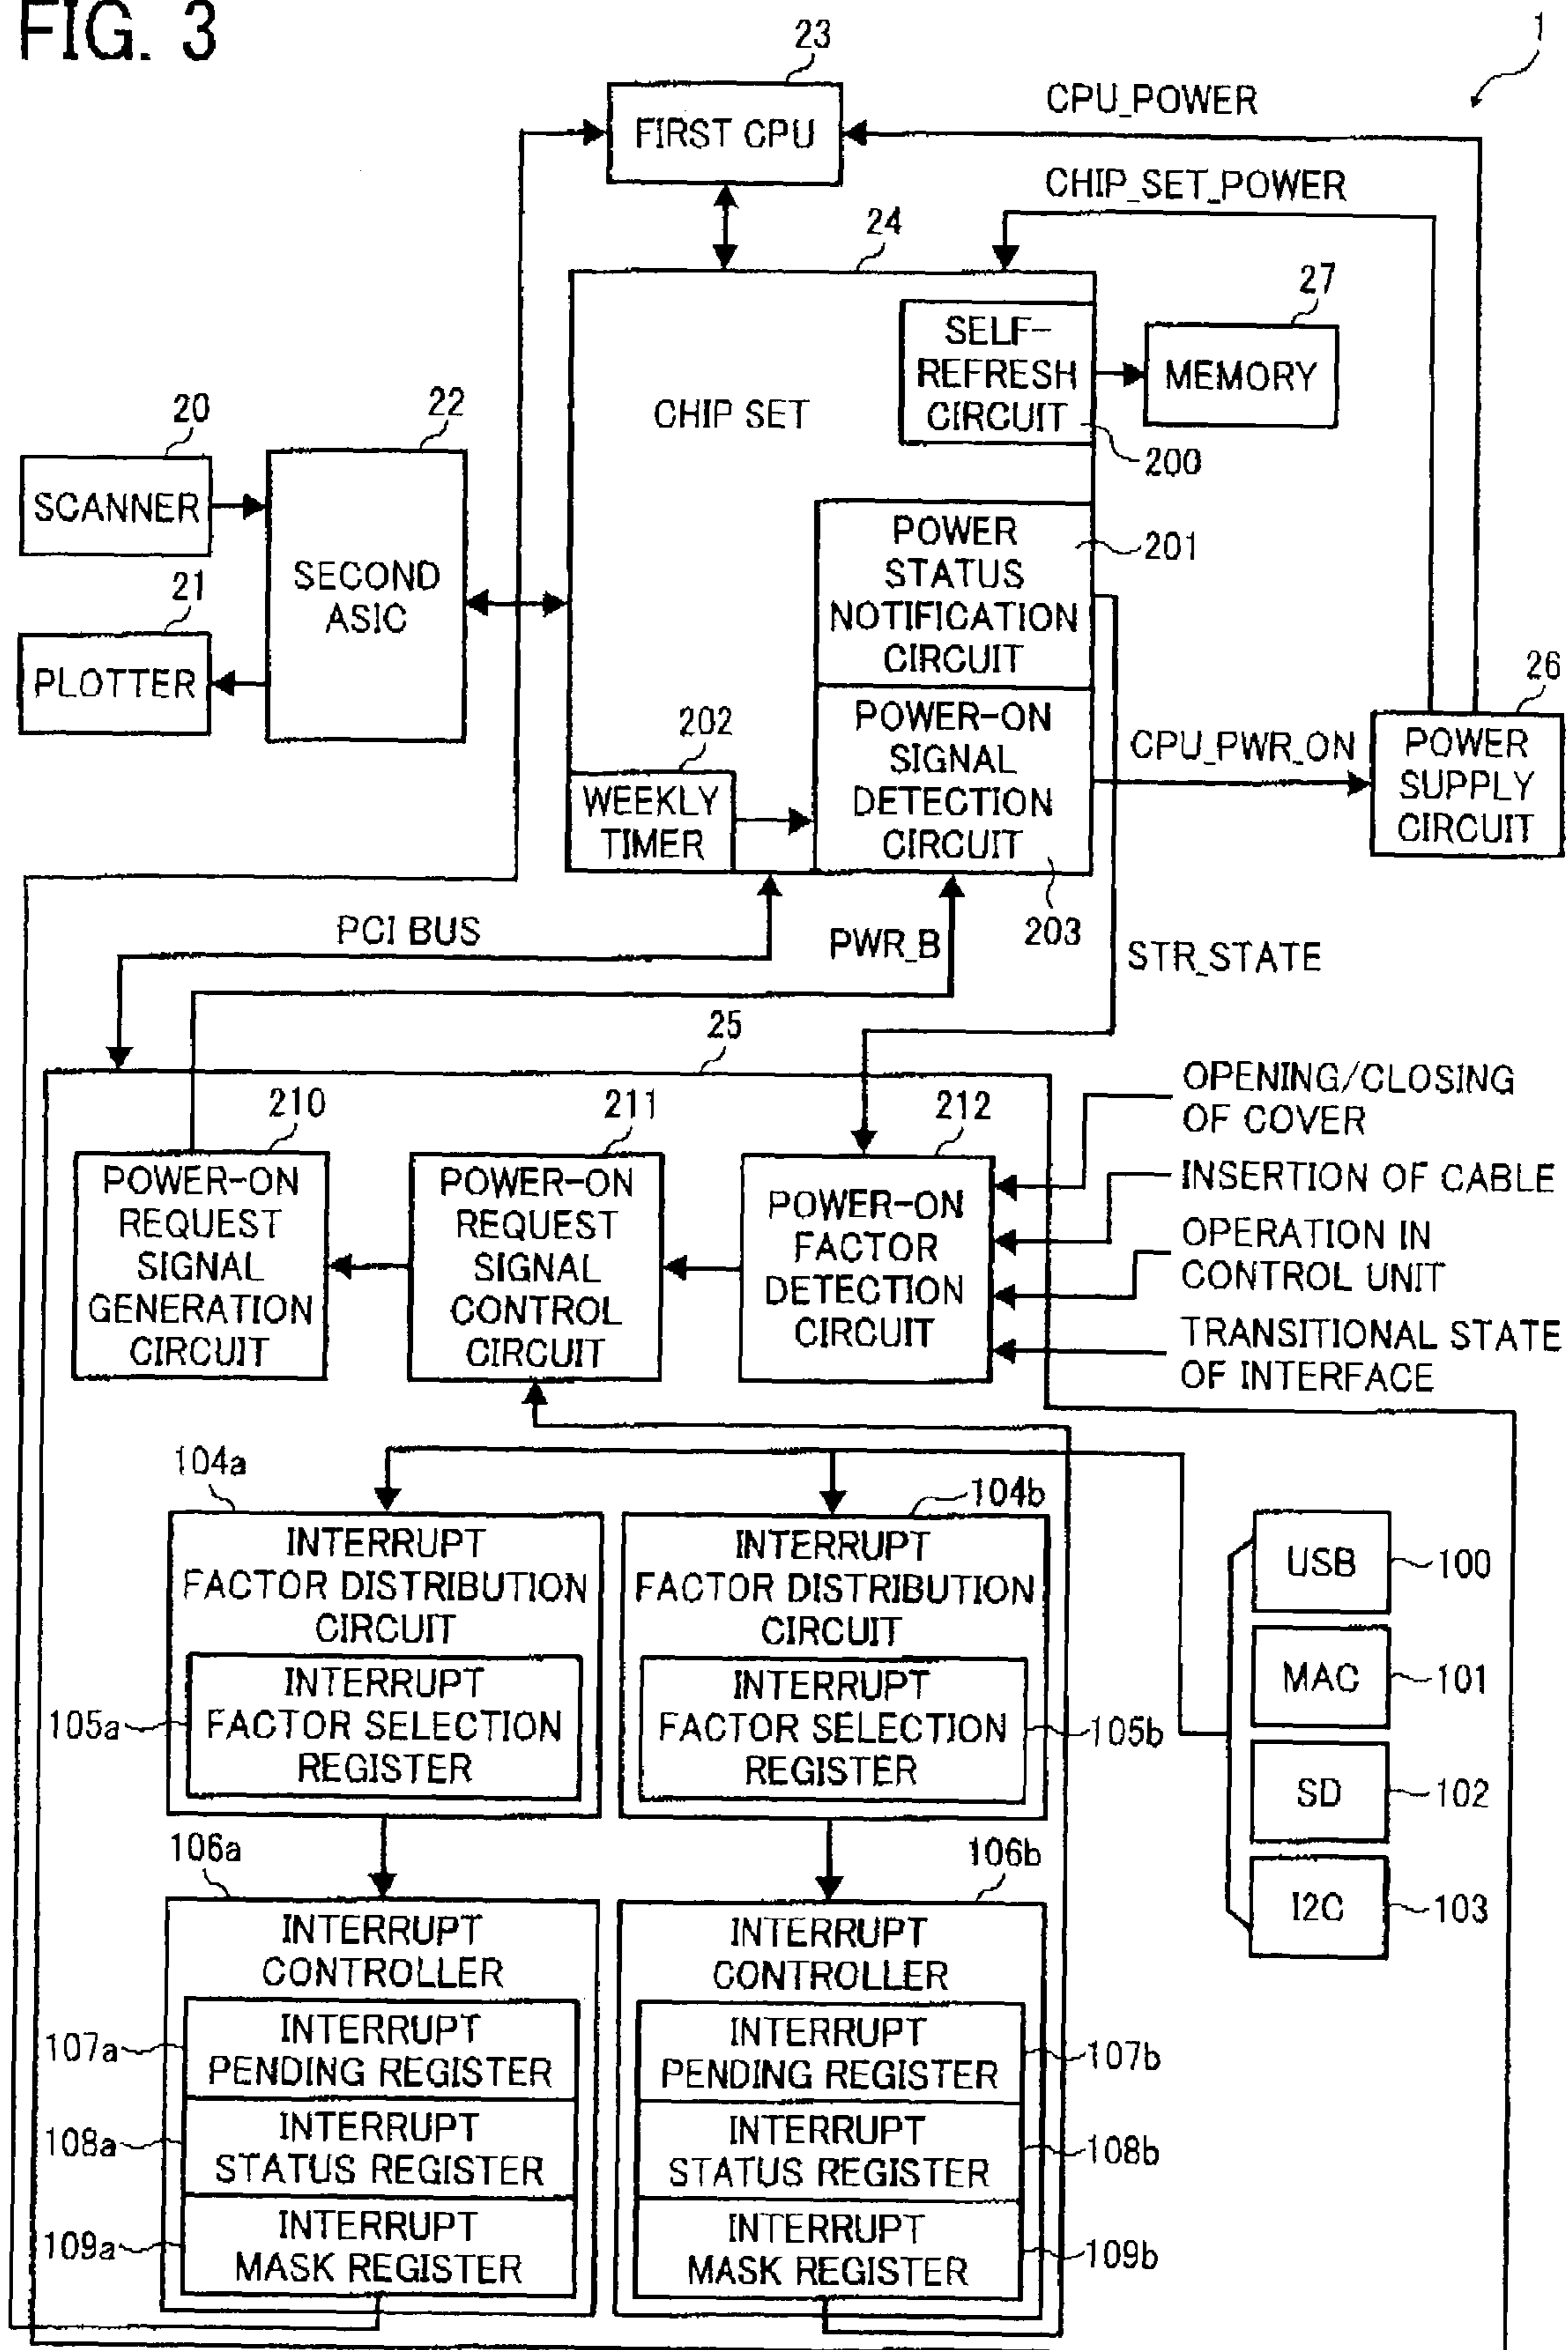 FIG. 3
1
23
FIRST CPU
CPU_POWER
CHIP_SET_POWER
24
27
SELF-
REFRESH
CIRCUIT
MEMORY
CHIP SET
200
20
22
SCANNER
SECOND
ASIC
21
PLOTTER
POWER
STATUS
NOTIFICATION
CIRCUIT
201
26
202
WEEKLY
TIMER
POWER-ON
SIGNAL
DETECTION
CIRCUIT
CPU_PWR_ON
POWER
SUPPLY
CIRCUIT
203
PCI BUS
PWR_B
STR_STATE
25
210
211
212
POWER-ON
REQUEST
SIGNAL
GENERATION
CIRCUIT
POWER-ON
REQUEST
SIGNAL
CONTROL
CIRCUIT
POWER-ON
FACTOR
DETECTION
CIRCUIT
OPENING/CLOSING
OF COVER
INSERTION OF CABLE
OPERATION IN
CONTROL UNIT
TRANSITIONAL STATE
OF INTERFACE
104a
104b
INTERRUPT
FACTOR DISTRIBUTION
CIRCUIT
INTERRUPT
FACTOR SELECTION
REGISTER
105a
INTERRUPT
FACTOR DISTRIBUTION
CIRCUIT
INTERRUPT
FACTOR SELECTION
REGISTER
105b
USB
100
MAC
101
SD
102
I2C
103
106a
106b
INTERRUPT
CONTROLLER
INTERRUPT
PENDING REGISTER
107a
INTERRUPT
STATUS REGISTER
108a
INTERRUPT
MASK REGISTER
109a
INTERRUPT
CONTROLLER
INTERRUPT
PENDING REGISTER
107b
INTERRUPT
STATUS REGISTER
108b
INTERRUPT
MASK REGISTER
109b